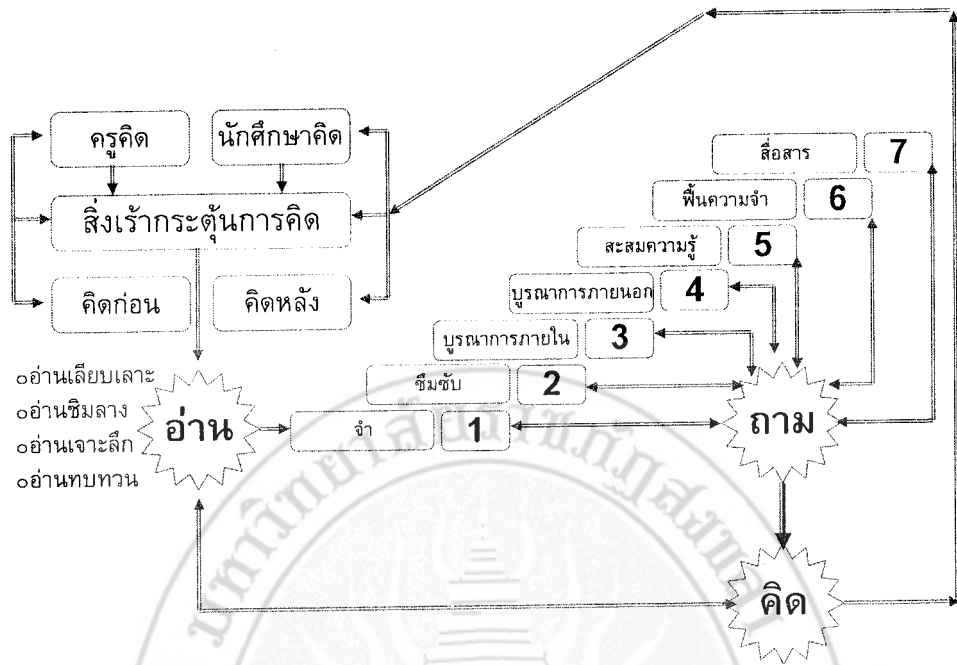 ครูคิด
นักศึกษาคิด
สิ่งเร้ากระตุ้นการคิด
คิดก่อน
คิดหลัง
สื่อสาร 7
ฟื้นความจำ 6
สะสมความรู้ 5
บูรณาการภายนอก 4
บูรณาการภายใน 3
ซึมซับ 2
จำ 1
อ่านเลียบเลาะ
อ่านชิมลาง
อ่านเจาะลึก
อ่านทบทวน
อ่าน
ถาม
คิด